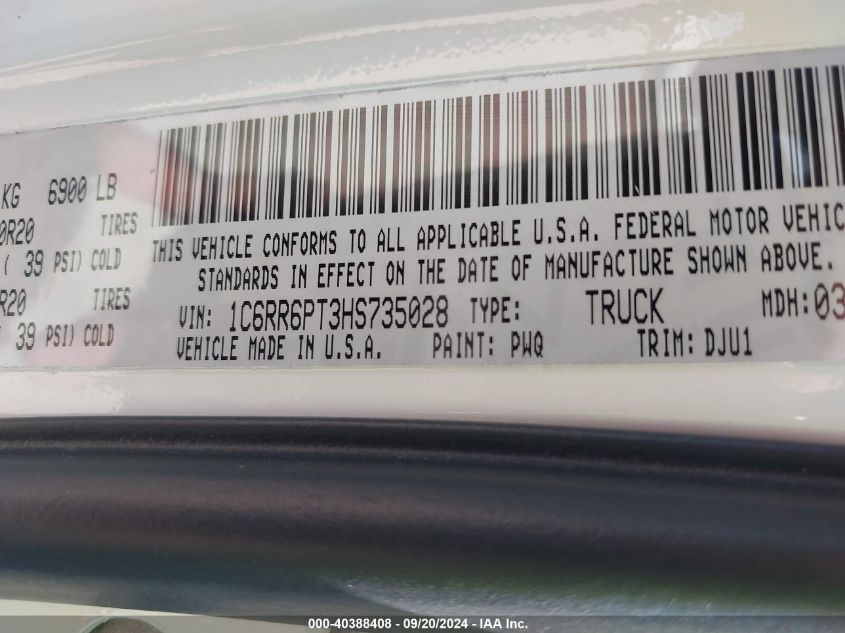 KG 6900 LB
0R20 TIRES
( 39 PSI) COLD
R20 TIRES
39 PSI) COLD
THIS VEHICLE CONFORMS TO ALL APPLICABLE U.S.A. FEDERAL MOTOR VEHIC
STANDARDS IN EFFECT ON THE DATE OF MANUFACTURE SHOWN ABOVE.
VIN: 1C6RR6PT3HS735028 TYPE: TRUCK MDH: 03
VEHICLE MADE IN U.S.A. PAINT: PWQ TRIM: DJU1
000-40388408 - 09/20/2024 - IAA Inc.